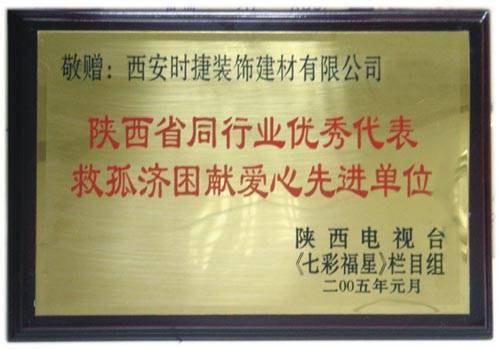 敬赠：西安时捷装饰建材有限公司
陕西省同行业优秀代表
救孤济困献爱心先进单位
陕西电视台
《七彩福星》栏目组
二00五年元月